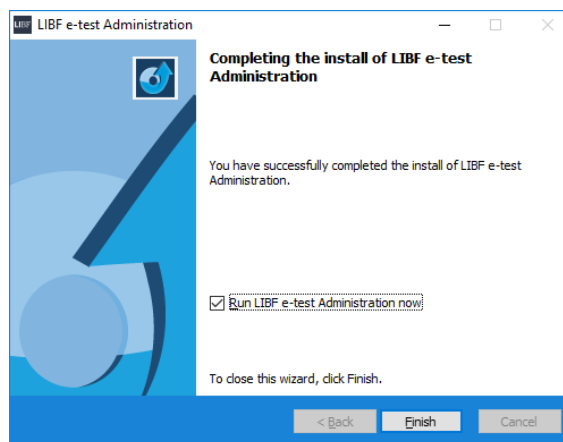 LIBF LIBF e-test Administration
Completing the install of LIBF e-test
Administration
You have successfully completed the install of LIBF e-test
Administration.
Run LIBF e-test Administration now
To close this wizard, click Finish.
< Back Finish Cancel